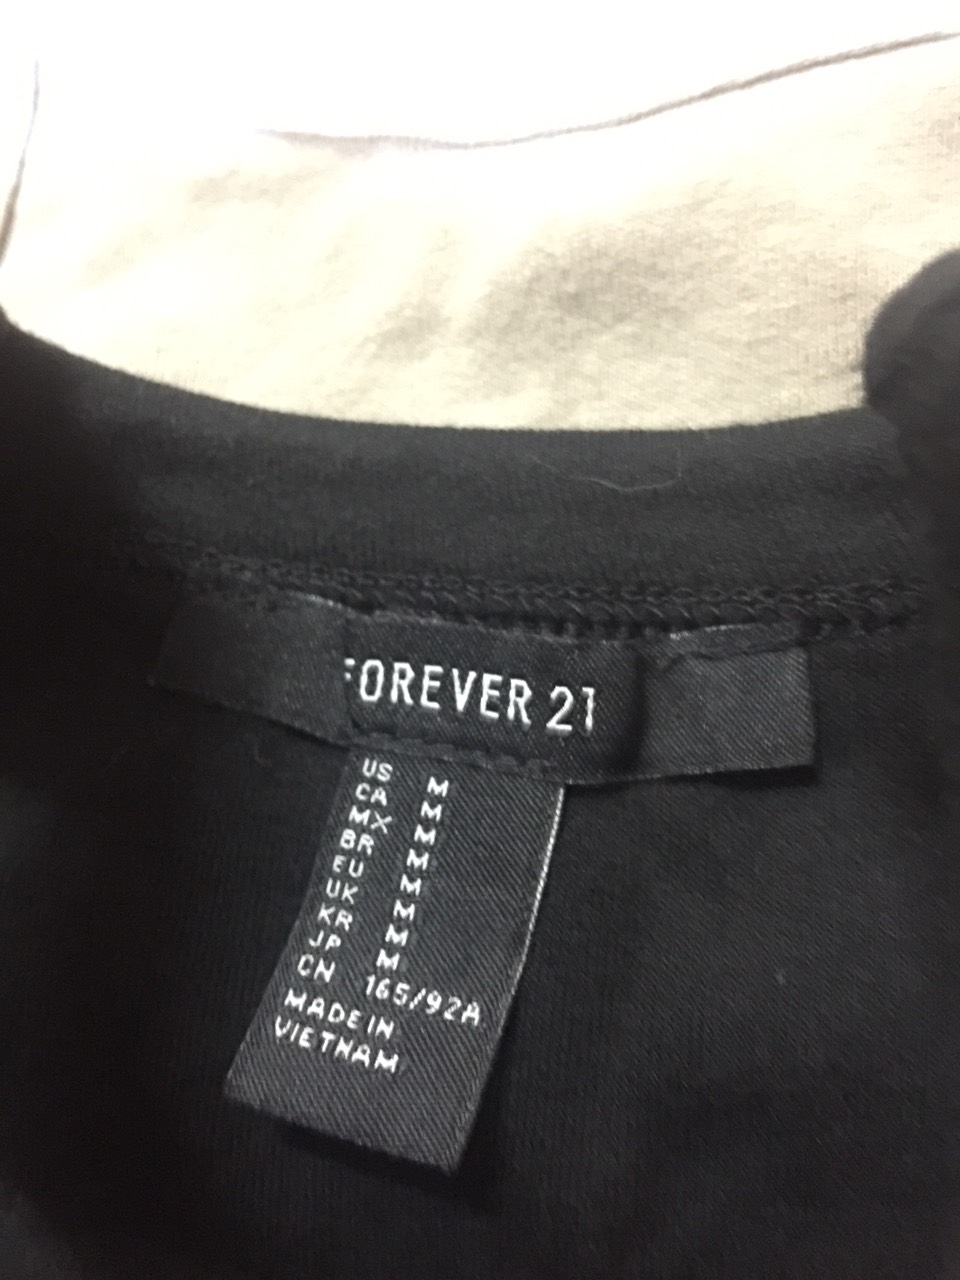 FOREVER 21
US M
CA M
MX M
BR M
EU M
UK M
KR M
JP M
CN 165/92A
MADE IN
VIETNAM